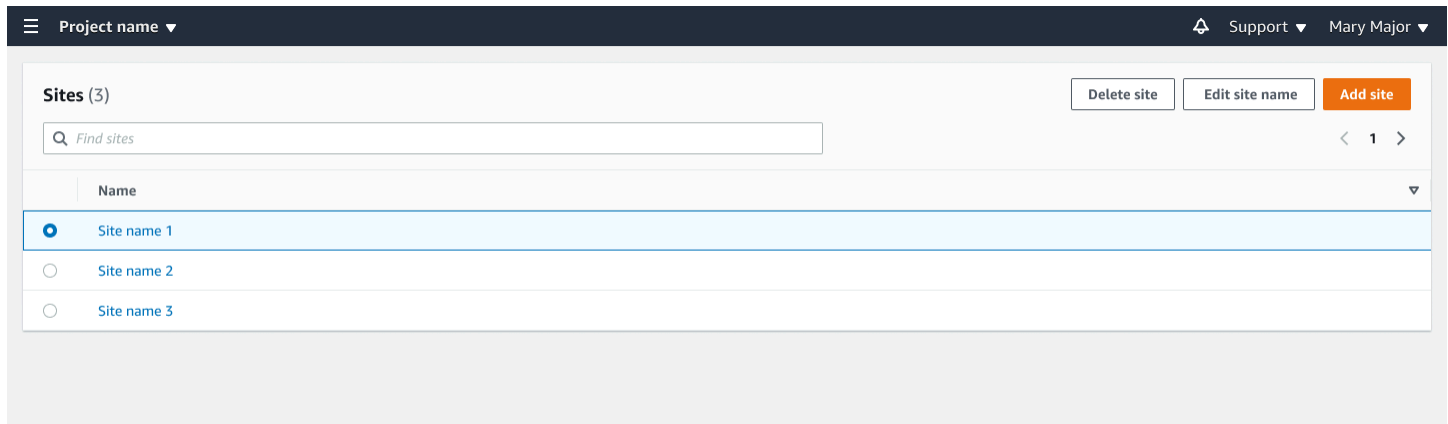 Project name Support Mary Major
Sites (3) Delete site Edit site name Add site
Find sites 1
Name
Site name 1
Site name 2
Site name 3